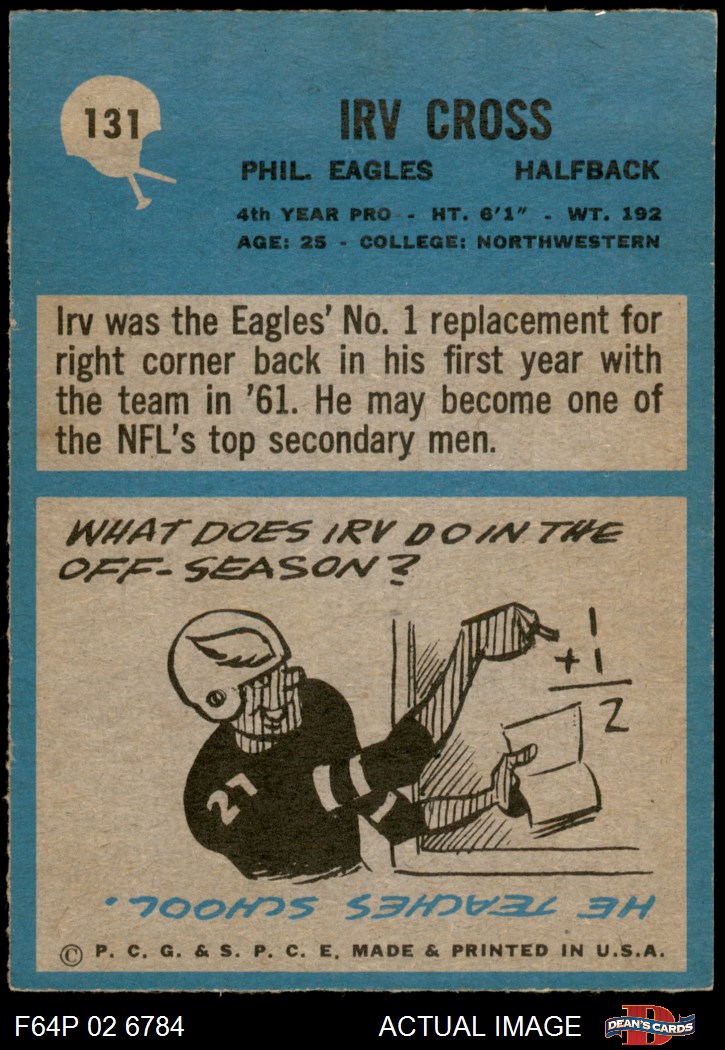 131
IRV CROSS
PHIL. EAGLES HALFBACK
4th YEAR PRO - HT. 6'1" - WT. 192
AGE: 25 - COLLEGE: NORTHWESTERN
Irv was the Eagles' No. 1 replacement for
right corner back in his first year with
the team in '61. He may become one of
the NFL's top secondary men.
WHAT DOES IRV DO IN THE
OFF-SEASON?
1
+ 1
2
27
HE TEACHES SCHOOL.
© P. C. G. & S. P. C. E. MADE & PRINTED IN U.S.A.
F64P 02 6784 ACTUAL IMAGE
D
DEAN'S CARDS